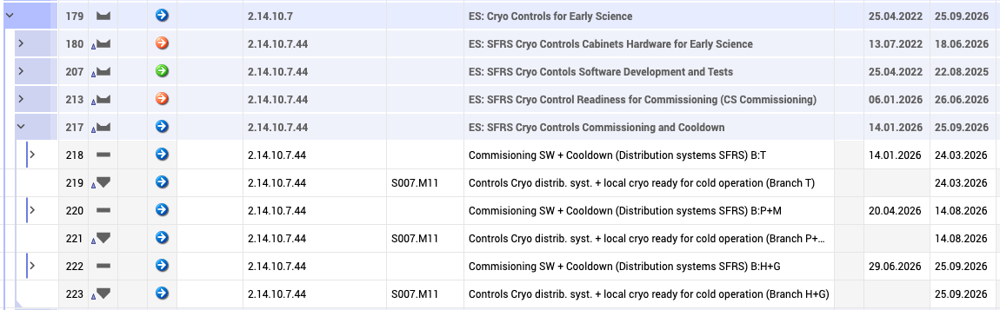 179 2.14.10.7 ES: Cryo Controls for Early Science 25.04.2022 25.09.2026
180 2.14.10.7.44 ES: SFRS Cryo Controls Cabinets Hardware for Early Science 13.07.2022 18.06.2026
207 2.14.10.7.44 ES: SFRS Cryo Contols Software Development and Tests 25.04.2022 22.08.2025
213 2.14.10.7.44 ES: SFRS Cryo Control Readiness for Commissioning (CS Commissioning) 06.01.2026 26.06.2026
217 2.14.10.7.44 ES: SFRS Cryo Controls Commissioning and Cooldown 14.01.2026 25.09.2026
218 2.14.10.7.44 Commisioning SW + Cooldown (Distribution systems SFRS) B:T 14.01.2026 24.03.2026
219 2.14.10.7.44 S007.M11 Controls Cryo distrib. syst. + local cryo ready for cold operation (Branch T) 24.03.2026
220 2.14.10.7.44 Commisioning SW + Cooldown (Distribution systems SFRS) B:P+M 20.04.2026 14.08.2026
221 2.14.10.7.44 S007.M11 Controls Cryo distrib. syst. + local cryo ready for cold operation (Branch P+... 14.08.2026
222 2.14.10.7.44 Commisioning SW + Cooldown (Distribution systems SFRS) B:H+G 29.06.2026 25.09.2026
223 2.14.10.7.44 S007.M11 Controls Cryo distrib. syst. + local cryo ready for cold operation (Branch H+G) 25.09.2026